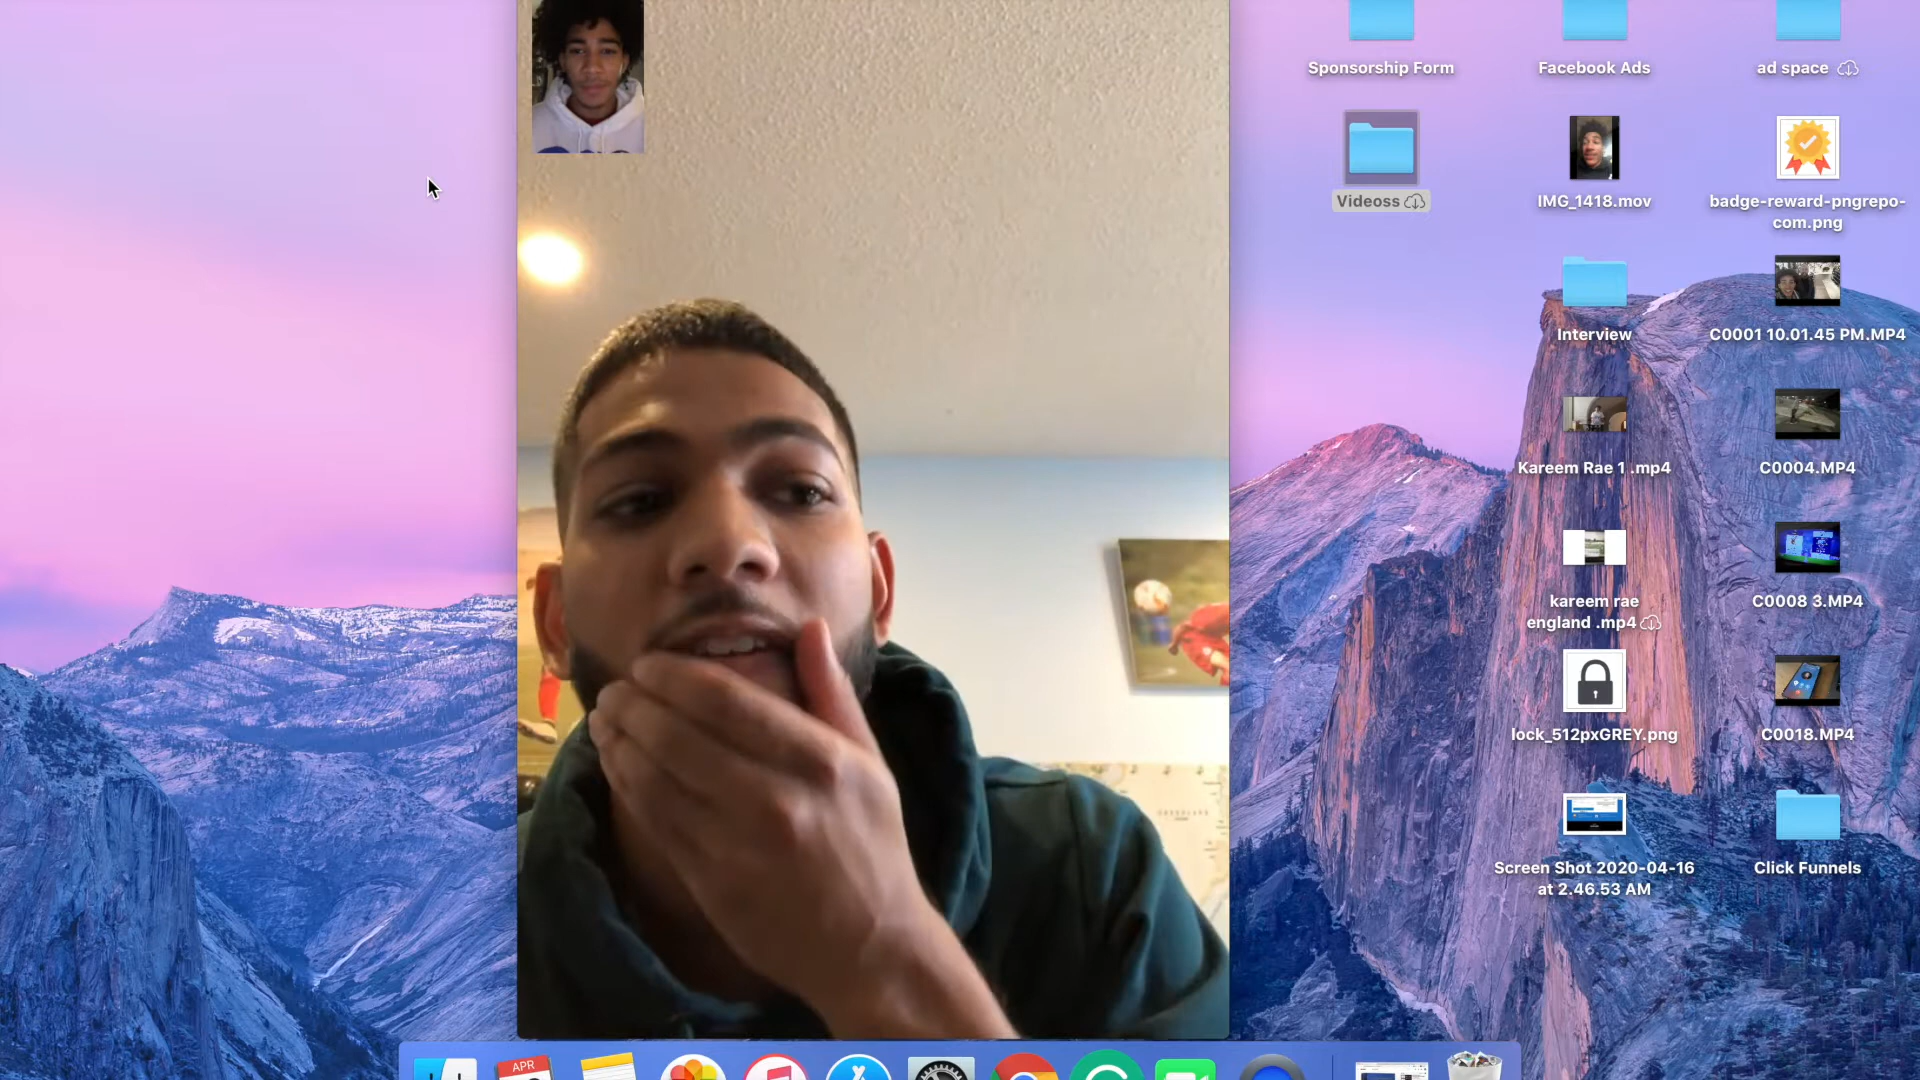 Sponsorship Form
Facebook Ads
ad space
Videoss
IMG_1418.mov
badge-reward-pngrepo-
com.png
Interview
C0001 10.01.45 PM.MP4
Kareem Rae 1 .mp4
C0004.MP4
kareem rae
england .mp4
C0008 3.MP4
lock_512pxGREY.png
C0018.MP4
Screen Shot 2020-04-16
at 2.46.53 AM
Click Funnels
APR